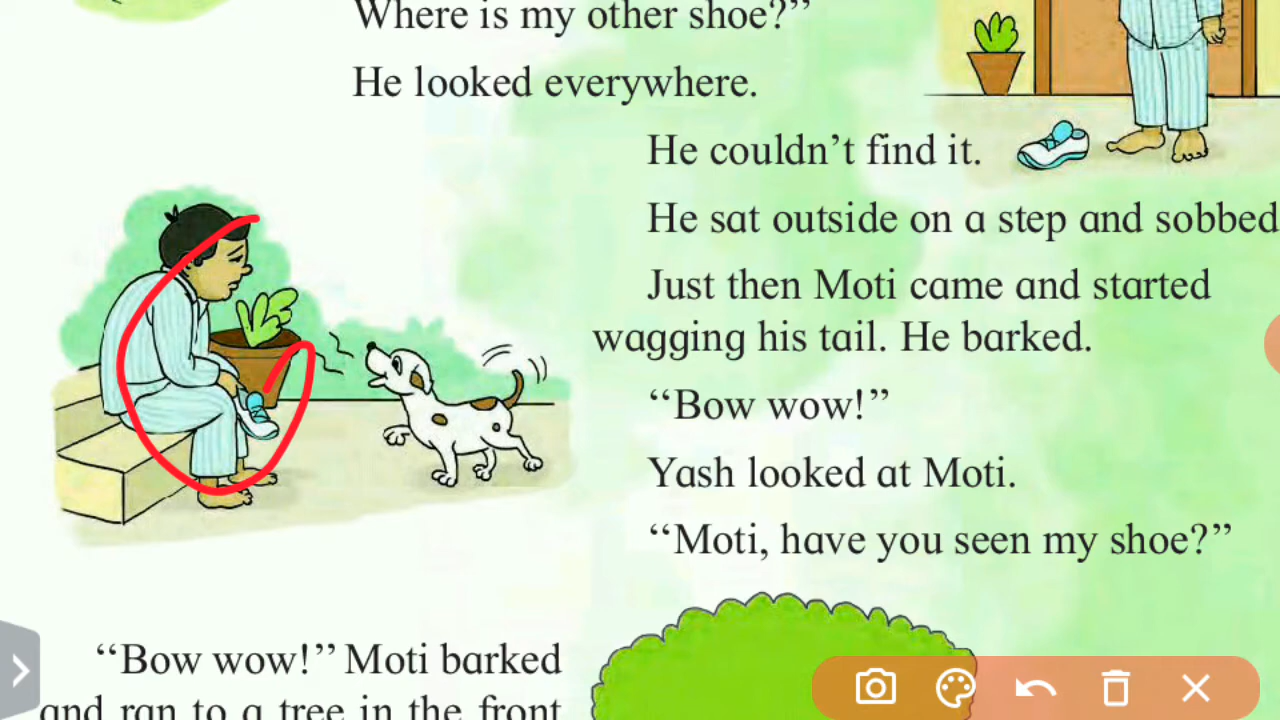 Where is my other shoe?”
He looked everywhere.
He couldn’t find it.
He sat outside on a step and sobbed
Just then Moti came and started
wagging his tail. He barked.
“Bow wow!”
Yash looked at Moti.
“Moti, have you seen my shoe?”
“Bow wow!” Moti barked
and ran to a tree in the front